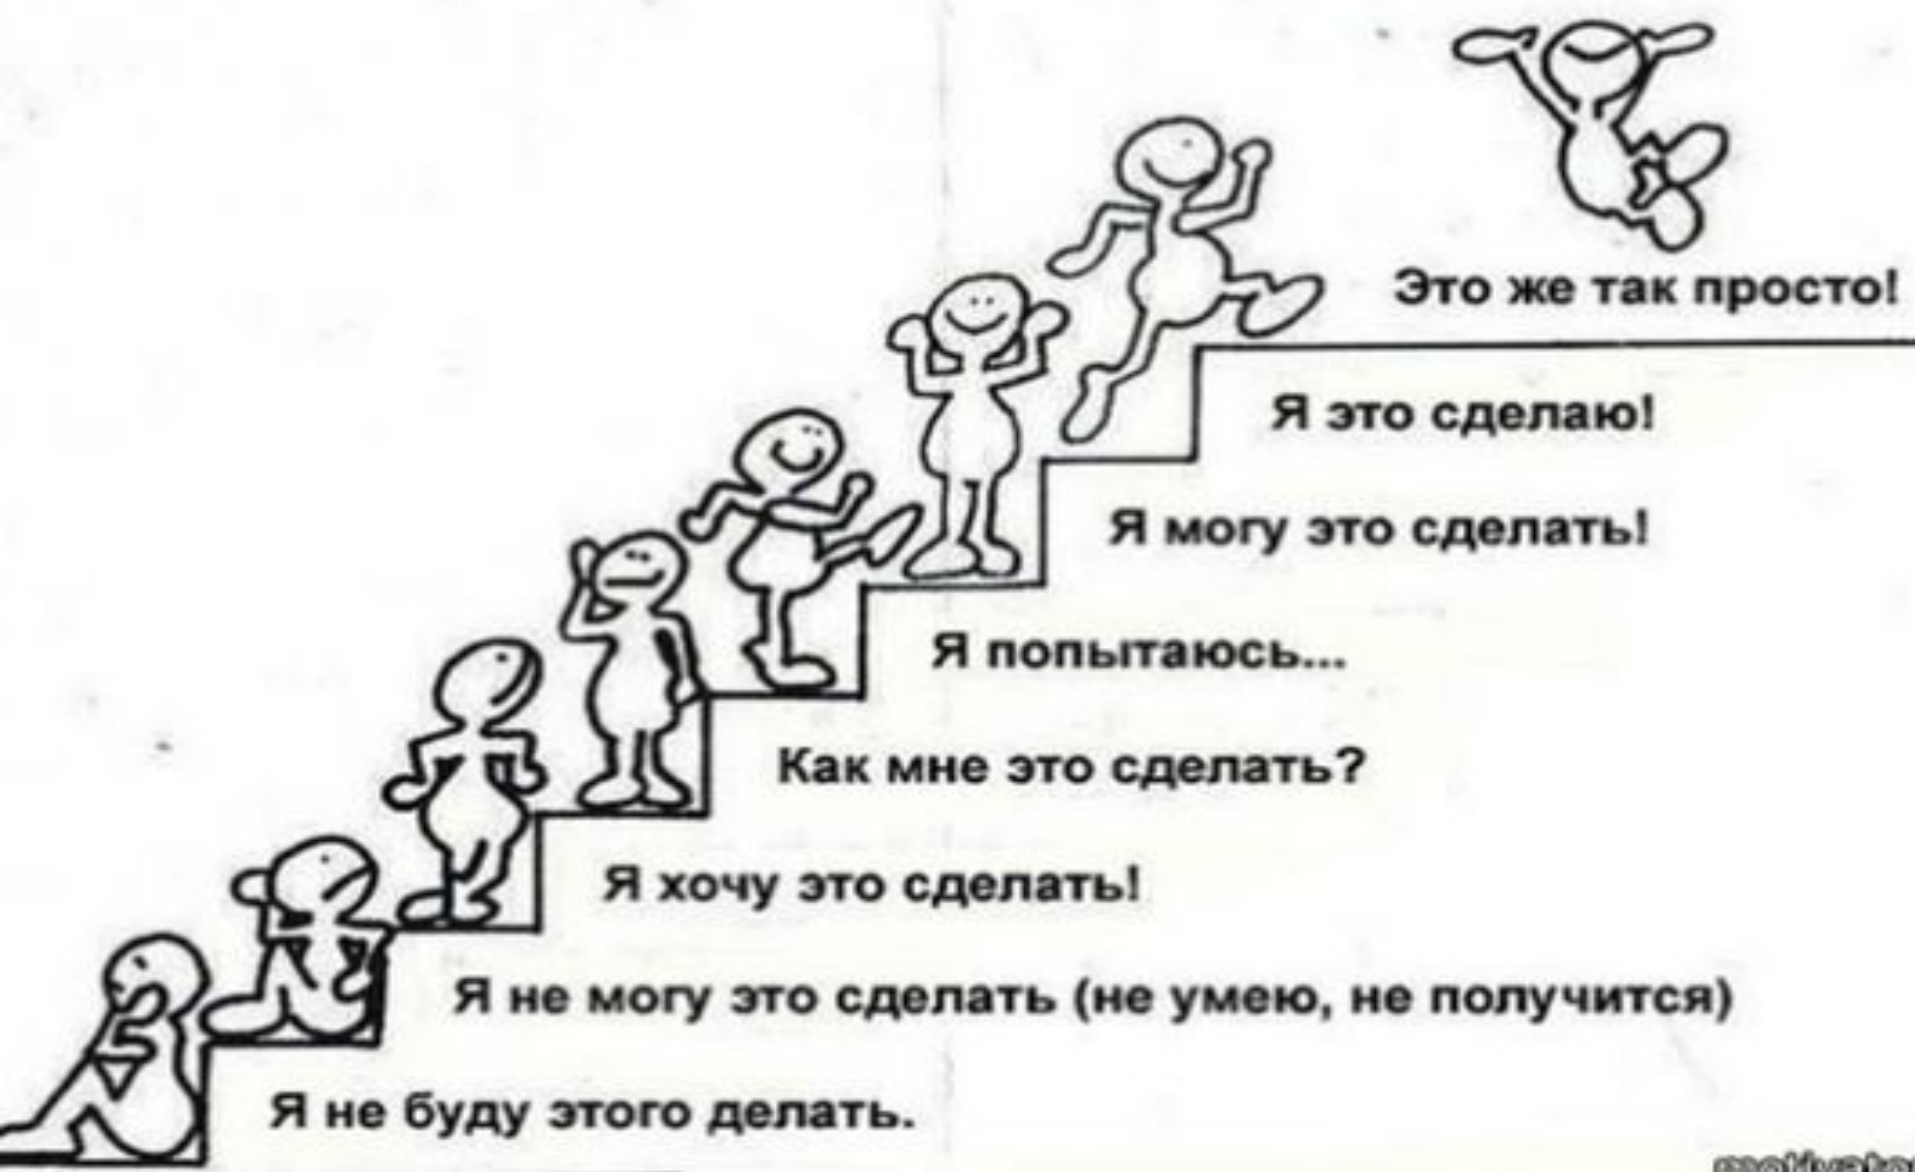 Это же так просто!
Я это сделаю!
Я могу это сделать!
Я попытаюсь...
Как мне это сделать?
Я хочу это сделать!
Я не могу это сделать (не умею, не получится)
Я не буду этого делать.